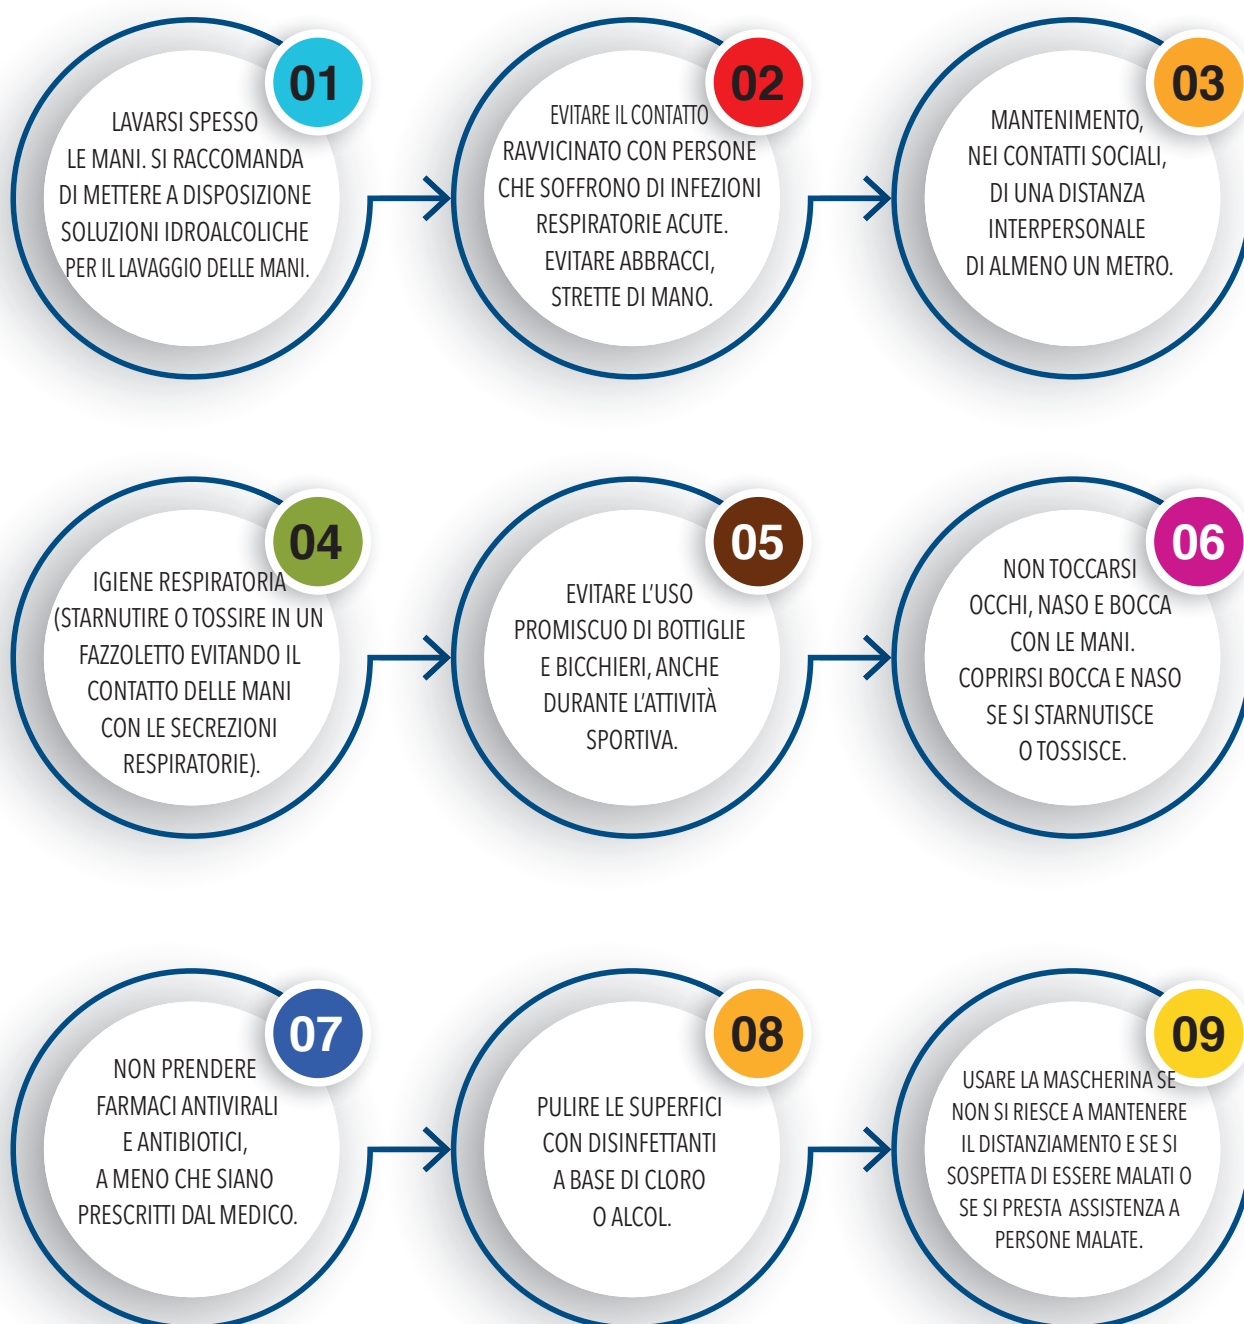 01
LAVARSI SPESSO
LE MANI. SI RACCOMANDA
DI METTERE A DISPOSIZIONE
SOLUZIONI IDROALCOLICHE
PER IL LAVAGGIO DELLE MANI.
02
EVITARE IL CONTATTO
RAVVICINATO CON PERSONE
CHE SOFFRONO DI INFEZIONI
RESPIRATORIE ACUTE.
EVITARE ABBRACCI,
STRETTE DI MANO.
03
MANTENIMENTO,
NEI CONTATTI SOCIALI,
DI UNA DISTANZA
INTERPERSONALE
DI ALMENO UN METRO.
04
IGIENE RESPIRATORIA
(STARNUTIRE O TOSSIRE IN UN
FAZZOLETTO EVITANDO IL
CONTATTO DELLE MANI
CON LE SECREZIONI
RESPIRATORIE).
05
EVITARE L'USO
PROMISCUO DI BOTTIGLIE
E BICCHIERI, ANCHE
DURANTE L'ATTIVITÀ
SPORTIVA.
06
NON TOCCARSI
OCCHI, NASO E BOCCA
CON LE MANI.
COPRIRSI BOCCA E NASO
SE SI STARNUTISCE
O TOSSISCE.
07
NON PRENDERE
FARMACI ANTIVIRALI
E ANTIBIOTICI,
A MENO CHE SIANO
PRESCRITTI DAL MEDICO.
08
PULIRE LE SUPERFICI
CON DISINFETTANTI
A BASE DI CLORO
O ALCOL.
09
USARE LA MASCHERINA SE
NON SI RIESCE A MANTENERE
IL DISTANZIAMENTO E SE SI
SOSPETTA DI ESSERE MALATI O
SE SI PRESTA ASSISTENZA A
PERSONE MALATE.